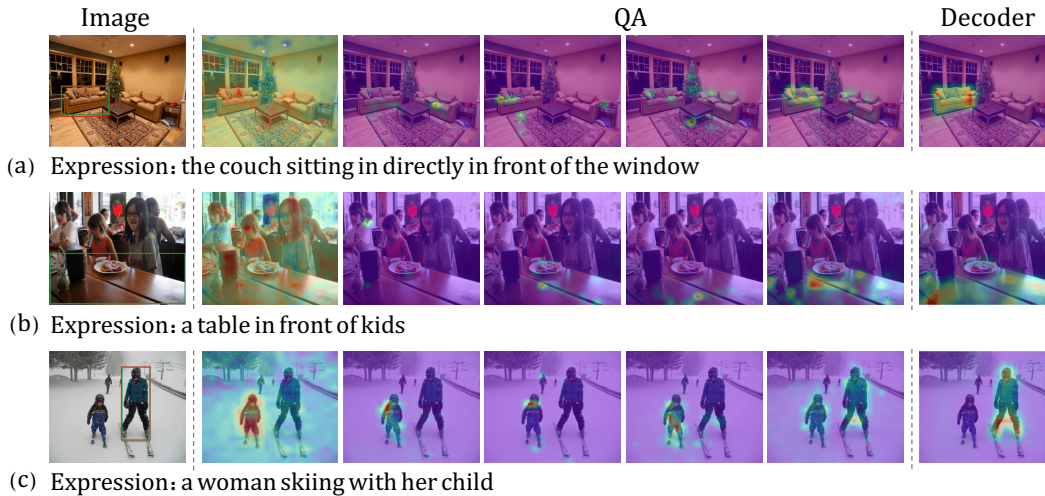 Image QA Decoder
(a) Expression: the couch sitting in directly in front of the window
(b) Expression: a table in front of kids
(c) Expression: a woman skiing with her child